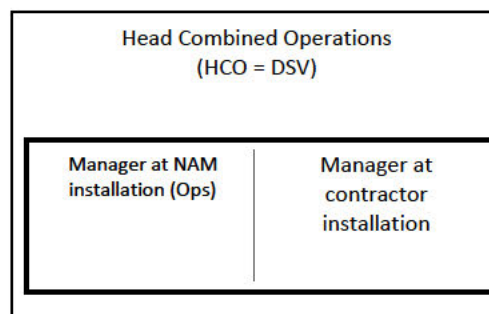 Head Combined Operations
(HCO = DSV)
Manager at NAM
installation (Ops)
Manager at
contractor
installation